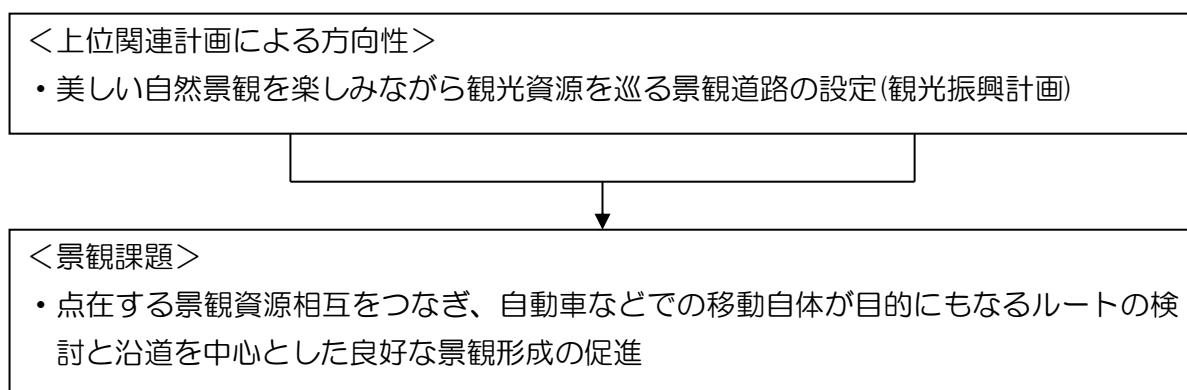 ＜上位関連計画による方向性＞
・美しい自然景観を楽しみながら観光資源を巡る景観道路の設定(観光振興計画)
＜景観課題＞
・点在する景観資源相互をつなぎ、自動車などでの移動自体が目的にもなるルートの検
討と沿道を中心とした良好な景観形成の促進